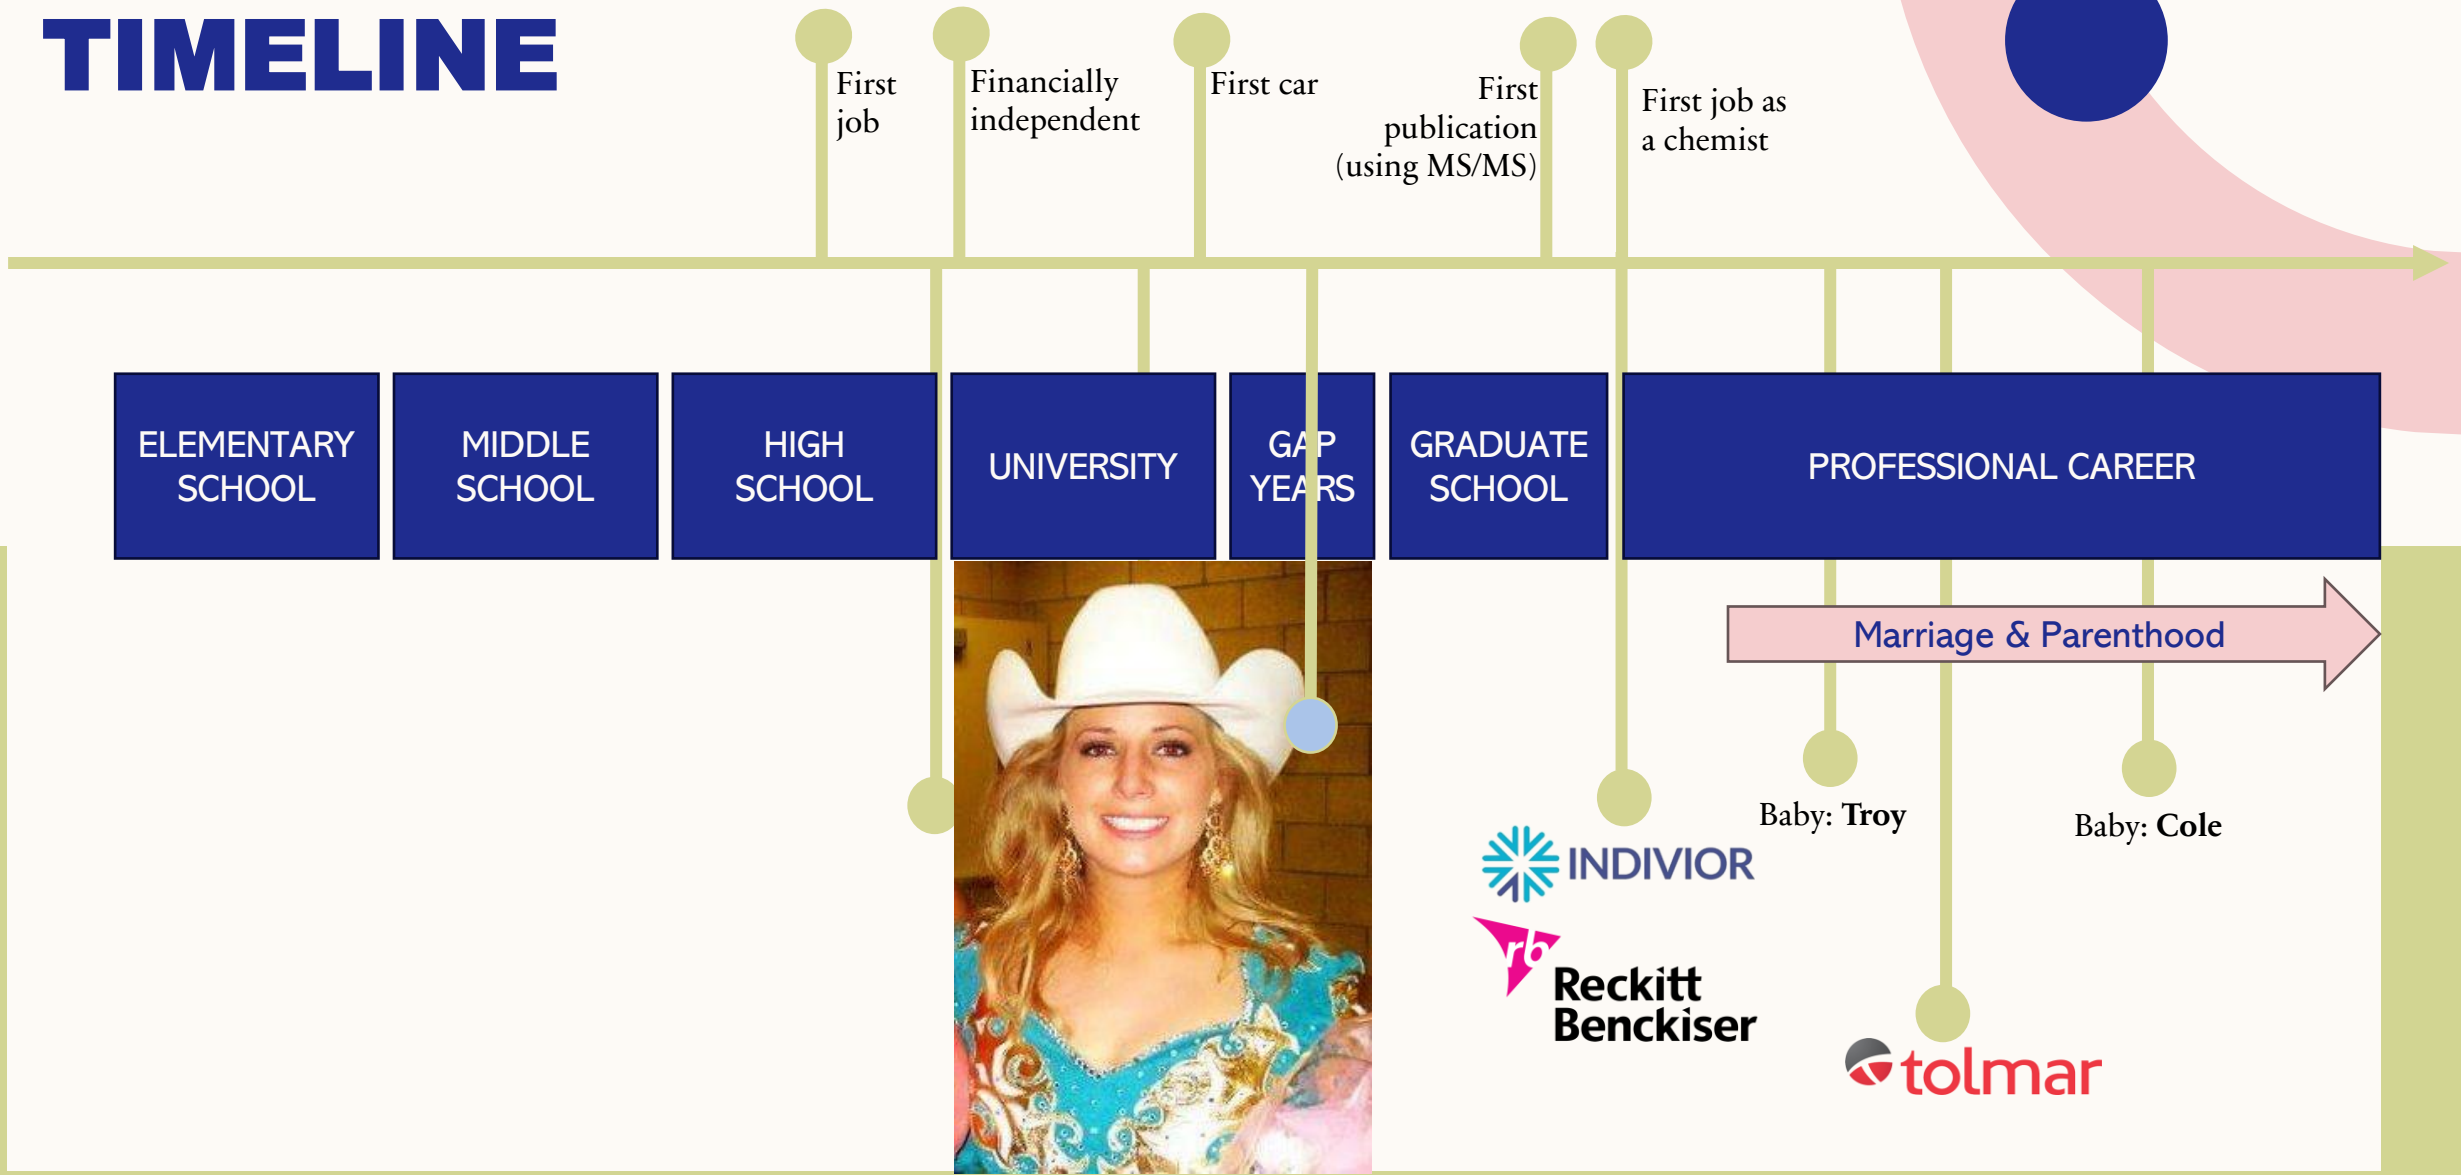 TIMELINE
First
job
Financially
independent
First car
First
publication
(using MS/MS)
First job as
a chemist
ELEMENTARY
SCHOOL
MIDDLE
SCHOOL
HIGH
SCHOOL
UNIVERSITY
GAP
YEARS
GRADUATE
SCHOOL
PROFESSIONAL CAREER
Marriage & Parenthood
Baby: Troy
Baby: Cole
INDIVIOR
rb
Reckitt
Benckiser
tolmar